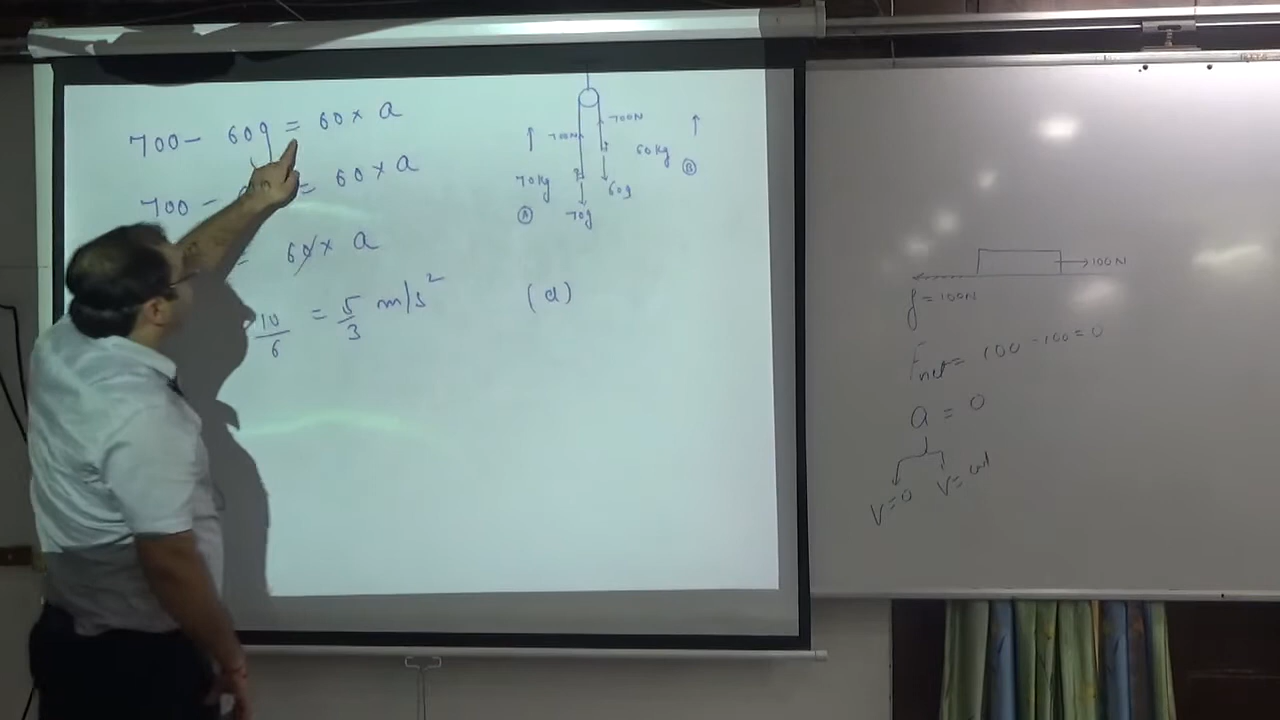 700 - 60g = 60 × a
700 - = 60 × a
= 60 × a
10/6 = 5/3 m/s²
(d)
700N
700N
60kg
B
70kg
60g
A
70g
100N
f = 100N
Fnet = 100 - 100 = 0
a = 0
V = 0